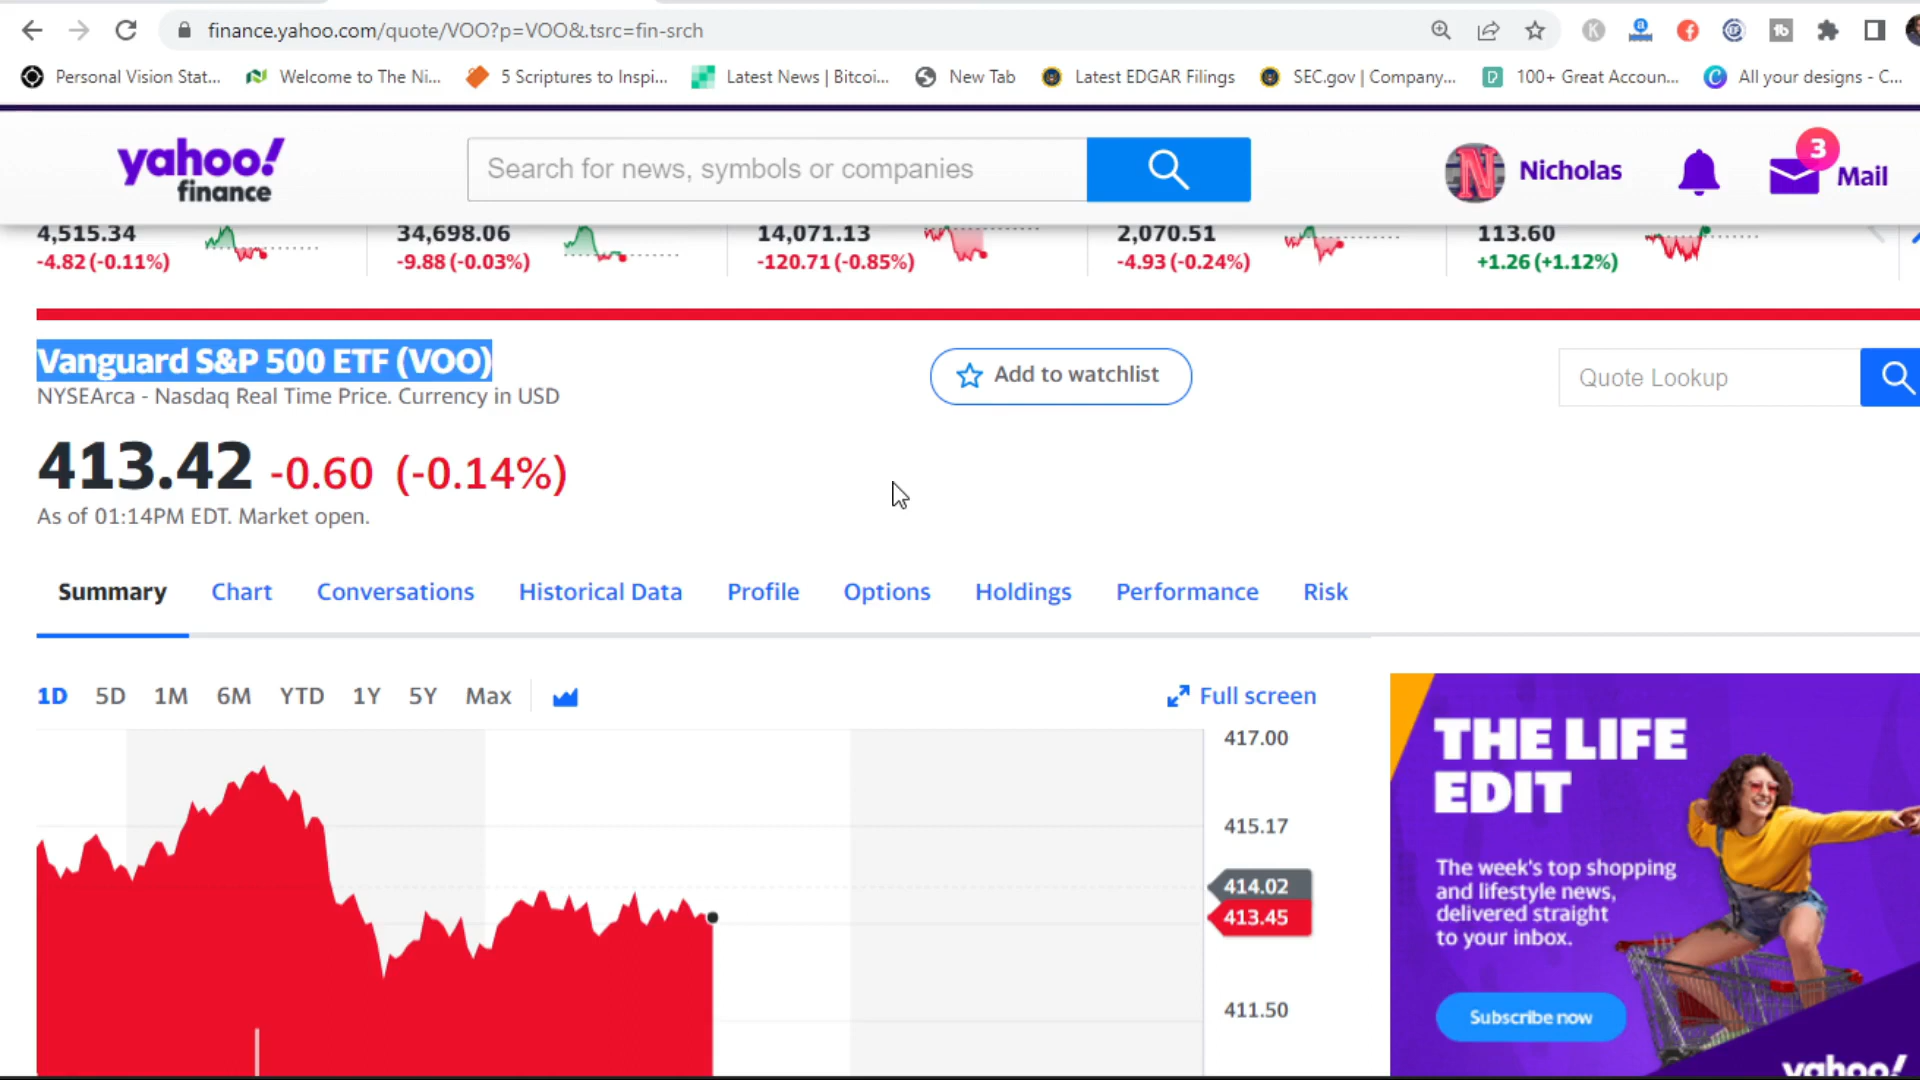 finance.yahoo.com/quote/VOO?p=VOO&.tsrc=fin-srch
Personal Vision Stat... Welcome to The Ni... 5 Scriptures to Inspi... Latest News | Bitcoi... New Tab Latest EDGAR Filings SEC.gov | Company... 100+ Great Accoun... All your designs - C...
yahoo!
finance
Search for news, symbols or companies
Nicholas
3
Mail
4,515.34 34,698.06 14,071.13 2,070.51 113.60
-4.82 (-0.11%) -9.88 (-0.03%) -120.71 (-0.85%) -4.93 (-0.24%) +1.26 (+1.12%)
Vanguard S&P 500 ETF (VOO)
NYSEArca - Nasdaq Real Time Price. Currency in USD
Add to watchlist
Quote Lookup
413.42 -0.60 (-0.14%)
As of 01:14PM EDT. Market open.
Summary Chart Conversations Historical Data Profile Options Holdings Performance Risk
1D 5D 1M 6M YTD 1Y 5Y Max
Full screen
417.00
415.17
414.02
413.45
411.50
THE LIFE
EDIT
The week's top shopping
and lifestyle news,
delivered straight
to your inbox.
Subscribe now
yahoo!